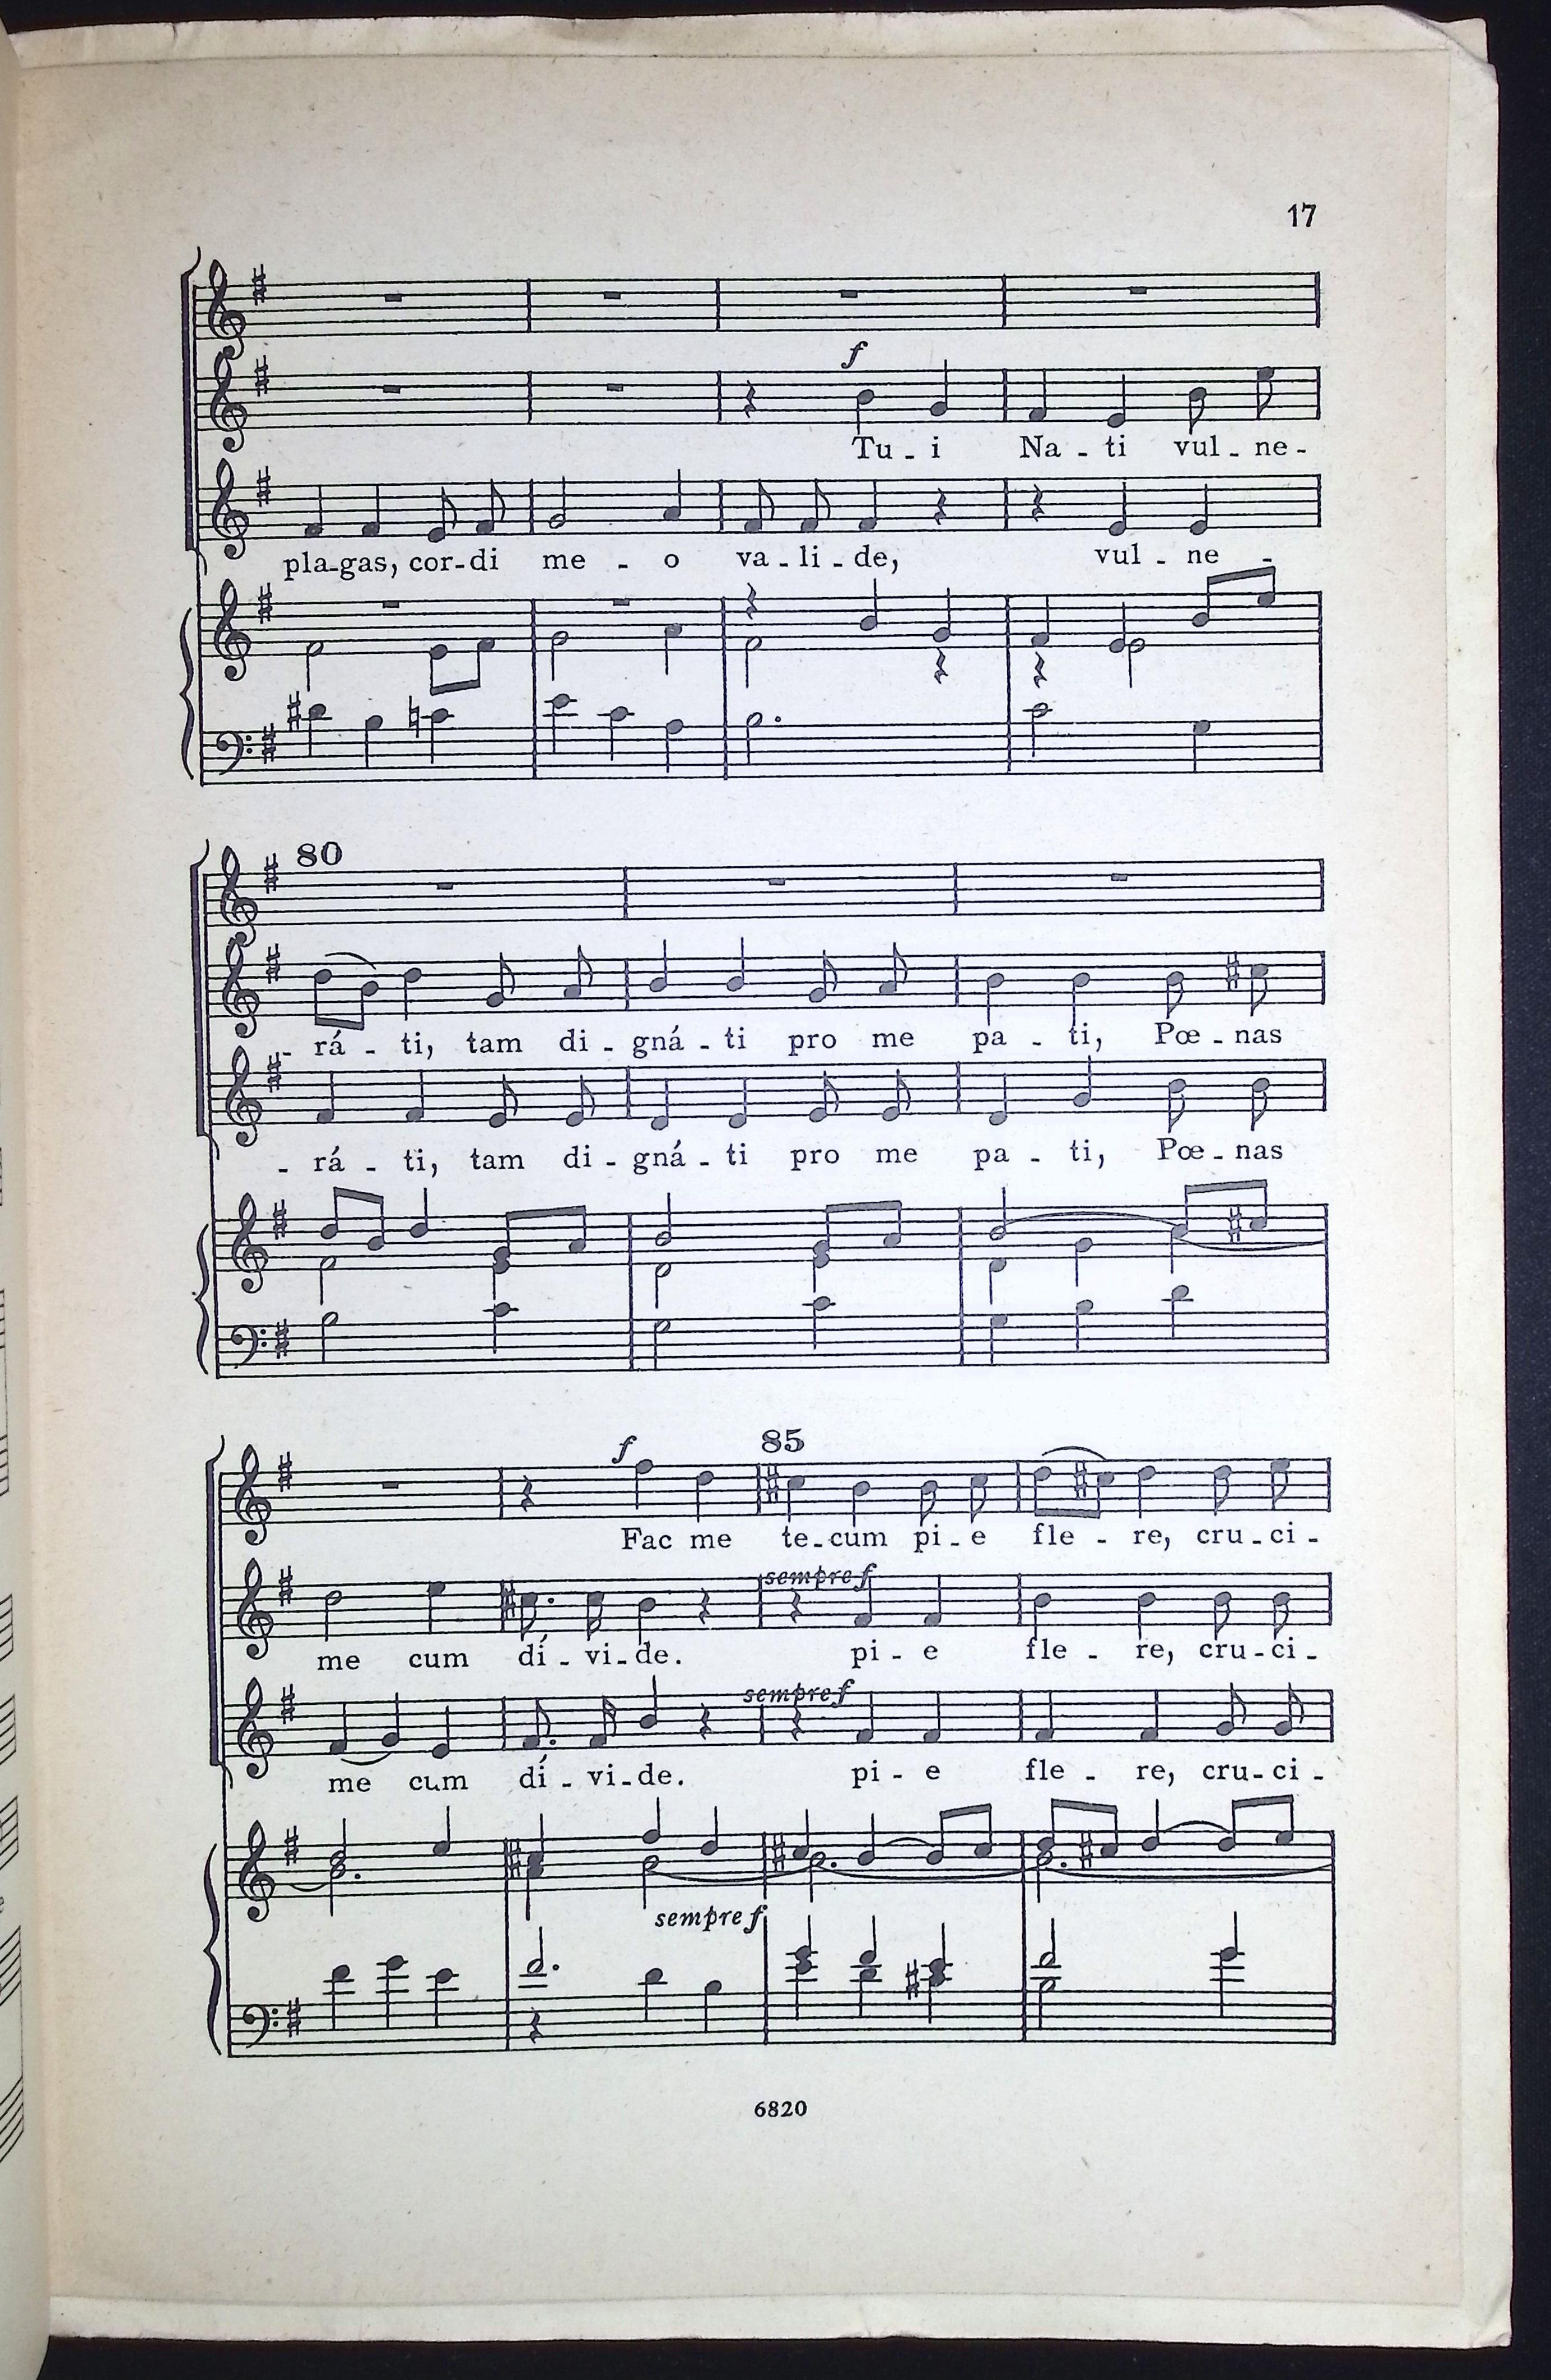 17
f
Tu - i Na - ti vul - ne -
pla-gas, cor-di me - o va - li - de, vul - ne -
80
- rá - ti, tam di - gná - ti pro me pa - ti, Pœ - nas
- rá - ti, tam di - gná - ti pro me pa - ti, Pœ - nas
f 85
Fac me te-cum pi - e fle - re, cru - ci -
sempre f
me cum dí - vi - de. pi - e fle - re, cru - ci -
sempre f
me cum dí - vi - de. pi - e fle - re, cru - ci -
sempre f
6820